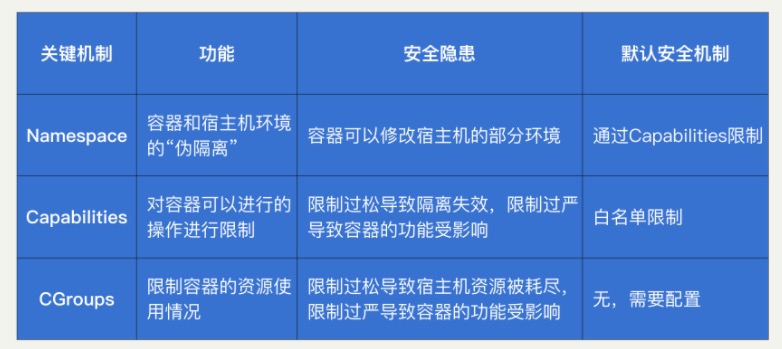 关键机制
功能
安全隐患
默认安全机制
Namespace
容器和宿主机环境
的“伪隔离”
容器可以修改宿主机的部分环境
通过Capabilities限制
Capabilities
对容器可以进行的
操作进行限制
限制过松导致隔离失效，限制过严
导致容器的功能受影响
白名单限制
CGroups
限制容器的资源使
用情况
限制过松导致宿主机资源被耗尽，
限制过严导致容器的功能受影响
无，需要配置